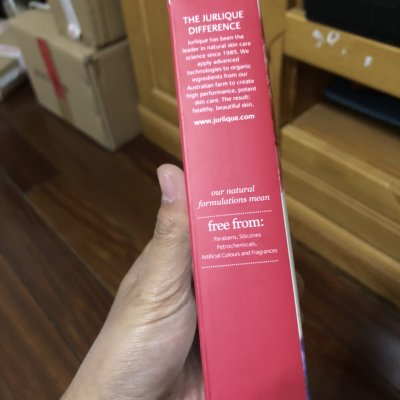 THE JURLIQUE
DIFFERENCE
Jurlique has been the
leader in natural skin care
science since 1985. We
apply advanced
technologies to organic
ingredients from our
Australian farm to create
high performance, potent
skin care. The result:
healthy, beautiful skin.
www.jurlique.com
our natural
formulations mean
free from:
Parabens, Silicones
Petrochemicals,
Artificial Colours and Fragrances